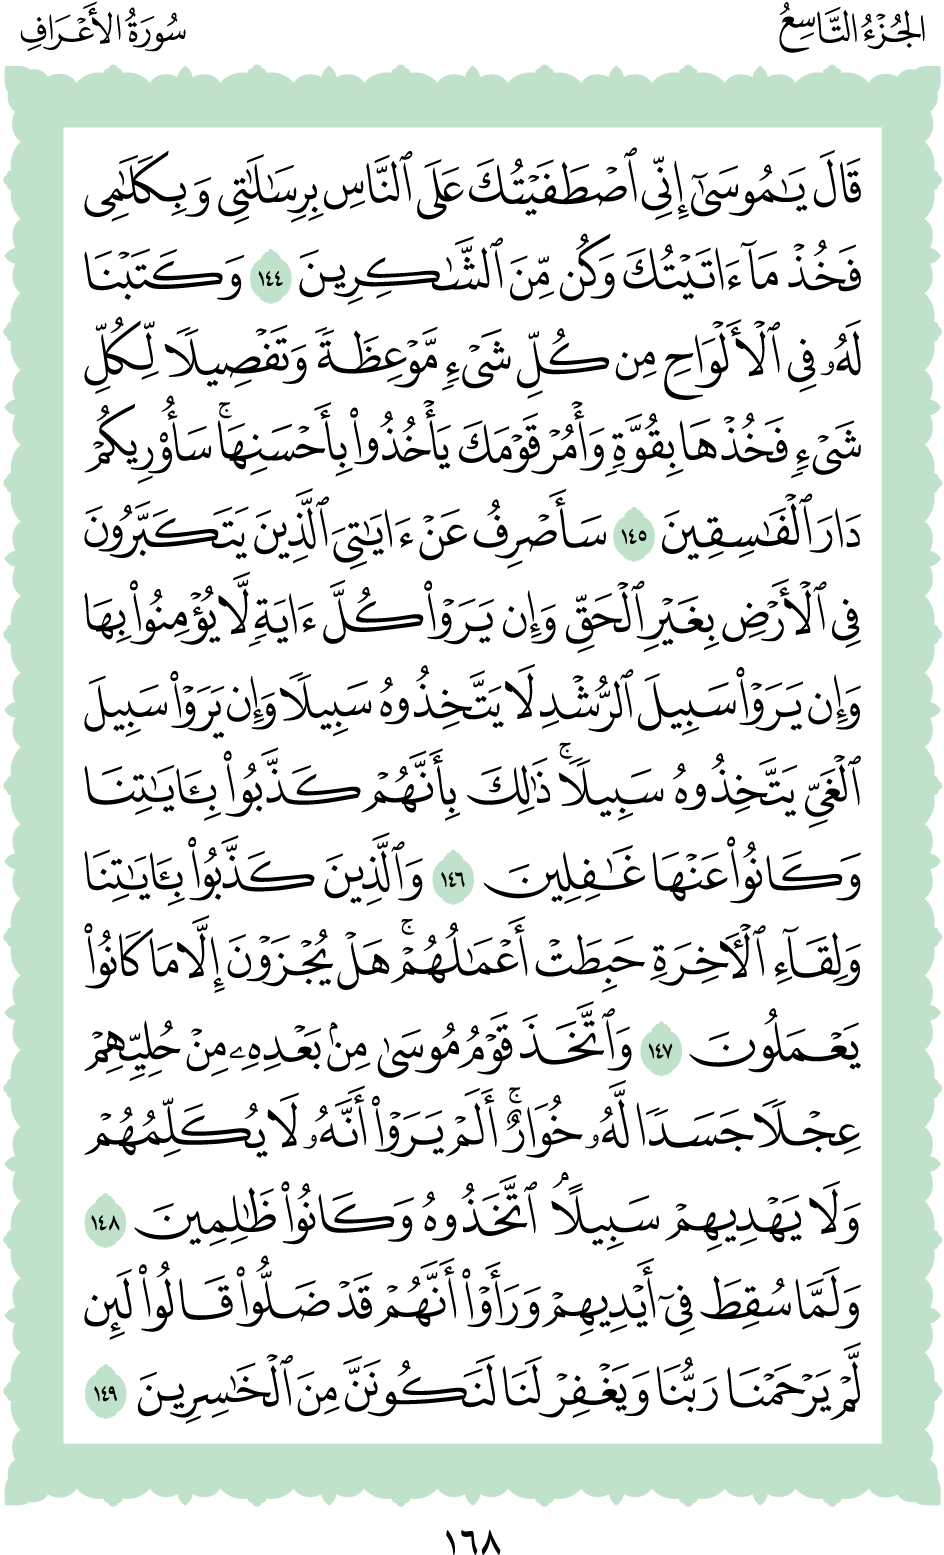 الجُزْءُ التَّاسِعُ
سُورَةُ الأَعْرَافِ
قَالَ يَٰمُوسَىٰٓ إِنِّي ٱصْطَفَيْتُكَ عَلَى ٱلنَّاسِ بِرِسَٰلَٰتِي وَبِكَلَٰمِي
فَخُذْ مَآ ءَاتَيْتُكَ وَكُن مِّنَ ٱلشَّٰكِرِينَ ١٤٤ وَكَتَبْنَا
لَهُۥ فِي ٱلْأَلْوَاحِ مِن كُلِّ شَيْءٍ مَّوْعِظَةً وَتَفْصِيلًا لِّكُلِّ
شَيْءٍ فَخُذْهَا بِقُوَّةٍ وَأْمُرْ قَوْمَكَ يَأْخُذُوا۟ بِأَحْسَنِهَاۚ سَأُو۟رِيكُمْ
دَارَ ٱلْفَٰسِقِينَ ١٤٥ سَأَصْرِفُ عَنْ ءَايَٰتِيَ ٱلَّذِينَ يَتَكَبَّرُونَ
فِي ٱلْأَرْضِ بِغَيْرِ ٱلْحَقِّ وَإِن يَرَوْا۟ كُلَّ ءَايَةٍ لَّا يُؤْمِنُوا۟ بِهَا
وَإِن يَرَوْا۟ سَبِيلَ ٱلرُّشْدِ لَا يَتَّخِذُوهُ سَبِيلًا وَإِن يَرَوْا۟ سَبِيلَ
ٱلْغَيِّ يَتَّخِذُوهُ سَبِيلًاۚ ذَٰلِكَ بِأَنَّهُمْ كَذَّبُوا۟ بِـَٔايَٰتِنَا
وَكَانُوا۟ عَنْهَا غَٰفِلِينَ ١٤٦ وَٱلَّذِينَ كَذَّبُوا۟ بِـَٔايَٰتِنَا
وَلِقَآءِ ٱلْأٓخِرَةِ حَبِطَتْ أَعْمَٰلُهُمْۚ هَلْ يُجْزَوْنَ إِلَّا مَا كَانُوا۟
يَعْمَلُونَ ١٤٧ وَٱتَّخَذَ قَوْمُ مُوسَىٰ مِنۢ بَعْدِهِۦ مِنْ حُلِيِّهِمْ
عِجْلًا جَسَدًا لَّهُۥ خُوَارٌۚ أَلَمْ يَرَوْا۟ أَنَّهُۥ لَا يُكَلِّمُهُمْ
وَلَا يَهْدِيهِمْ سَبِيلًاۘ ٱتَّخَذُوهُ وَكَانُوا۟ ظَٰلِمِينَ ١٤٨
وَلَمَّا سُقِطَ فِيٓ أَيْدِيهِمْ وَرَأَوْا۟ أَنَّهُمْ قَدْ ضَلُّوا۟ قَالُوا۟ لَئِن
لَّمْ يَرْحَمْنَا رَبُّنَا وَيَغْفِرْ لَنَا لَنَكُونَنَّ مِنَ ٱلْخَٰسِرِينَ ١٤٩
١٦٨